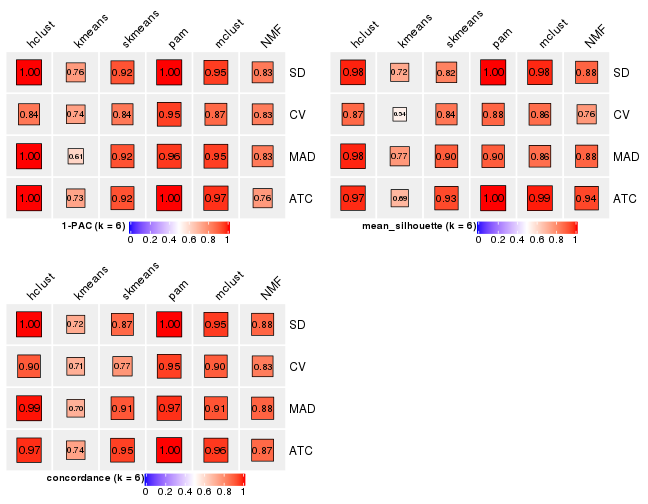 hclust kmeans skmeans pam mclust NMF
1.00 0.76 0.92 1.00 0.95 0.83 SD
0.84 0.74 0.84 0.95 0.87 0.83 CV
1.00 0.61 0.92 0.96 0.95 0.83 MAD
1.00 0.73 0.92 1.00 0.97 0.76 ATC
1-PAC (k = 6)
0 0.2 0.4 0.6 0.8 1
hclust kmeans skmeans pam mclust NMF
0.98 0.72 0.82 1.00 0.98 0.88 SD
0.87 0.54 0.84 0.88 0.86 0.76 CV
0.98 0.77 0.90 0.90 0.86 0.88 MAD
0.97 0.69 0.93 1.00 0.99 0.94 ATC
mean_silhouette (k = 6)
0 0.2 0.4 0.6 0.8 1
hclust kmeans skmeans pam mclust NMF
1.00 0.72 0.87 1.00 0.95 0.88 SD
0.90 0.71 0.77 0.95 0.90 0.83 CV
0.99 0.70 0.91 0.97 0.91 0.88 MAD
0.97 0.74 0.95 1.00 0.96 0.87 ATC
concordance (k = 6)
0 0.2 0.4 0.6 0.8 1